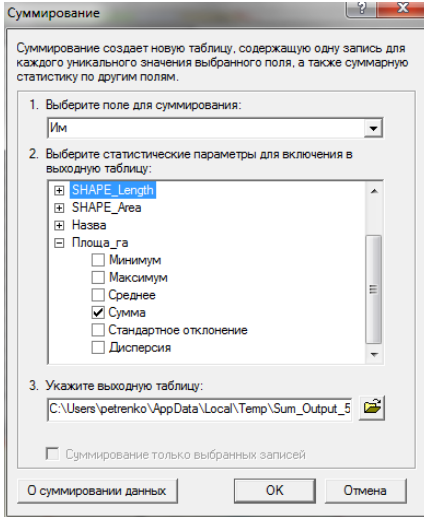 Суммирование
?
Суммирование создает новую таблицу, содержащую одну запись для
каждого уникального значения выбранного поля, а также суммарную
статистику по другим полям.
1. Выберите поле для суммирования:
Им
2. Выберите статистические параметры для включения в
выходную таблицу:
SHAPE_Length
SHAPE_Area
Назва
Площа_га
Минимум
Максимум
Среднее
Сумма
Стандартное отклонение
Дисперсия
3. Укажите выходную таблицу:
C:\Users\petrenko\AppData\Local\Temp\Sum_Output_5
Суммирование только выбранных записей
О суммировании данных
OK
Отмена